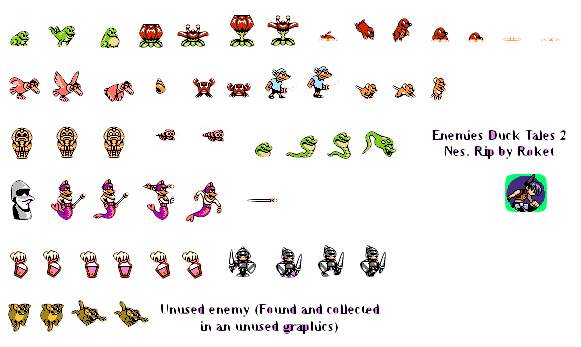 Enemies Duck Tales 2
Nes. Rip by Roket
Unused enemy (Found and collected
in an unused graphics)